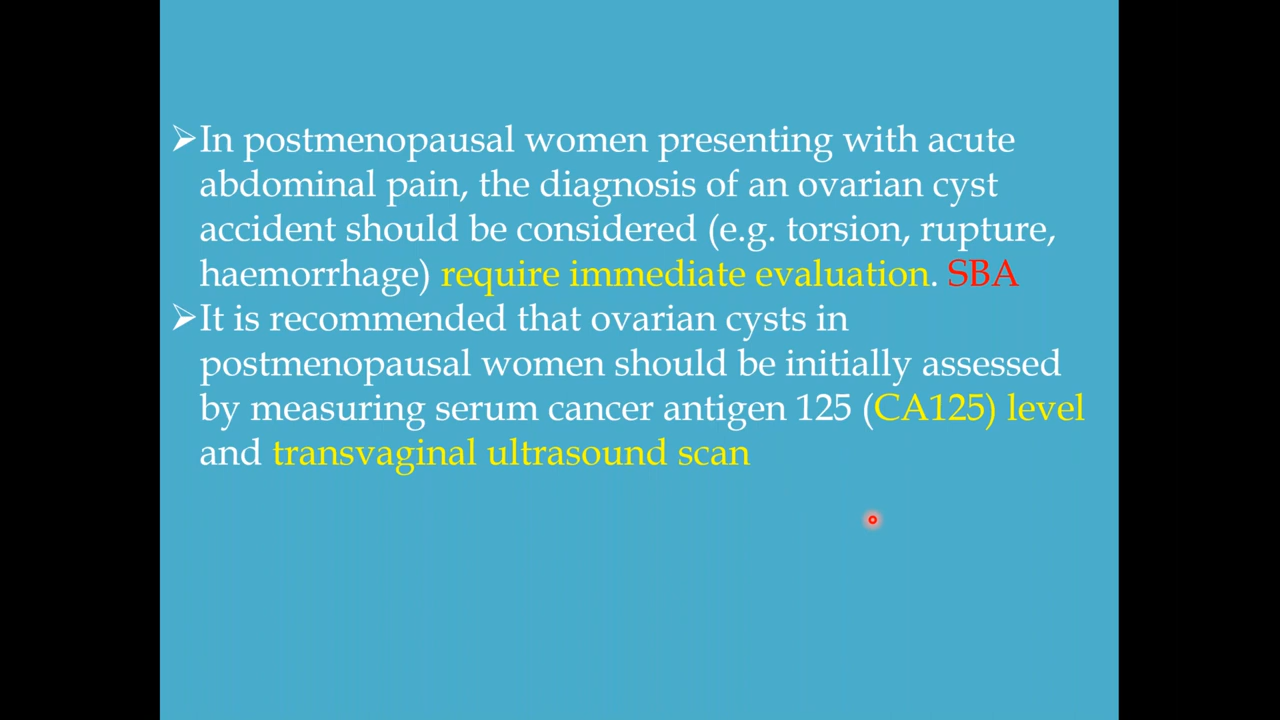 ➢In postmenopausal women presenting with acute
abdominal pain, the diagnosis of an ovarian cyst
accident should be considered (e.g. torsion, rupture,
haemorrhage) require immediate evaluation. SBA
➢It is recommended that ovarian cysts in
postmenopausal women should be initially assessed
by measuring serum cancer antigen 125 (CA125) level
and transvaginal ultrasound scan